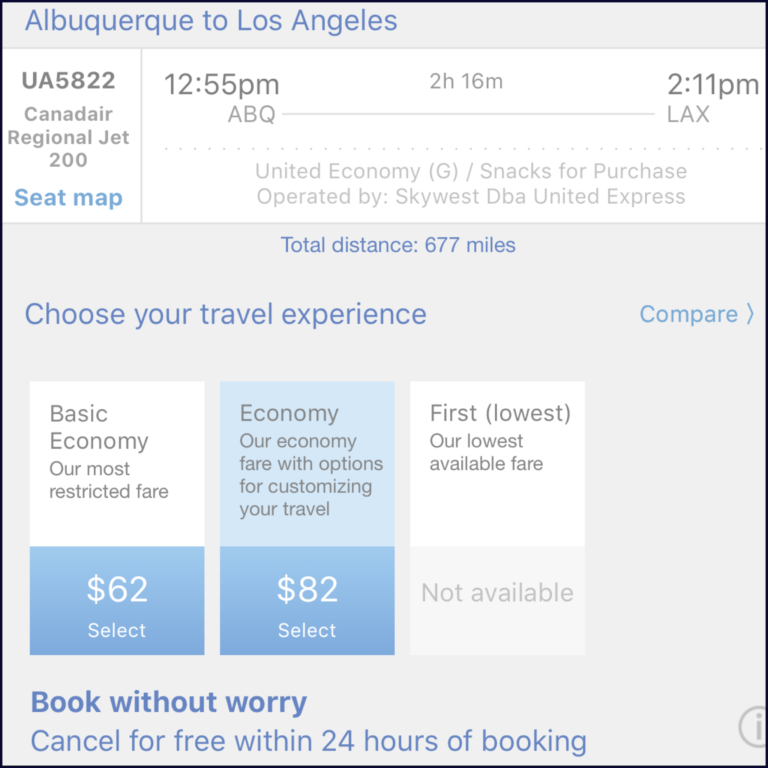 Albuquerque to Los Angeles
UA5822
Canadair
Regional Jet
200
Seat map
12:55pm
2h 16m
2:11pm
ABQ
LAX
United Economy (G) / Snacks for Purchase
Operated by: Skywest Dba United Express
Total distance: 677 miles
Choose your travel experience
Compare 〉
Basic
Economy
Our most
restricted fare
$62
Select
Economy
Our economy
fare with options
for customizing
your travel
$82
Select
First (lowest)
Our lowest
available fare
Not available
Book without worry
Cancel for free within 24 hours of booking
i